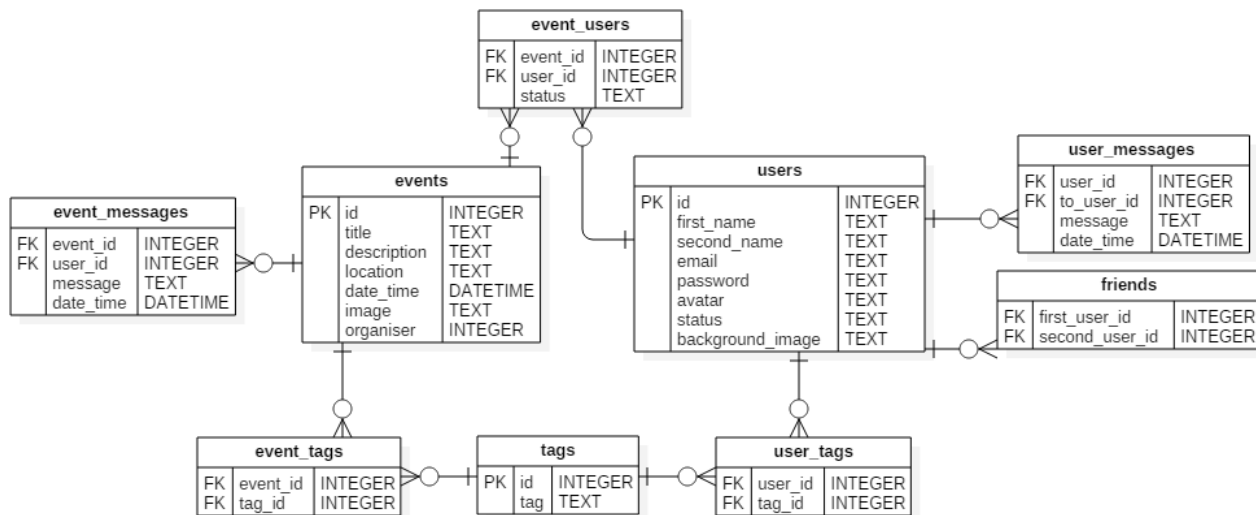 event_users
FK event_id INTEGER
FK user_id INTEGER
status TEXT
events
PK id INTEGER
title TEXT
description TEXT
location TEXT
date_time DATETIME
image TEXT
organiser INTEGER
users
PK id INTEGER
first_name TEXT
second_name TEXT
email TEXT
password TEXT
avatar TEXT
status TEXT
background_image TEXT
user_messages
FK user_id INTEGER
FK to_user_id INTEGER
message TEXT
date_time DATETIME
event_messages
FK event_id INTEGER
FK user_id INTEGER
message TEXT
date_time DATETIME
friends
FK first_user_id INTEGER
FK second_user_id INTEGER
event_tags
FK event_id INTEGER
FK tag_id INTEGER
tags
PK id INTEGER
tag TEXT
user_tags
FK user_id INTEGER
FK tag_id INTEGER